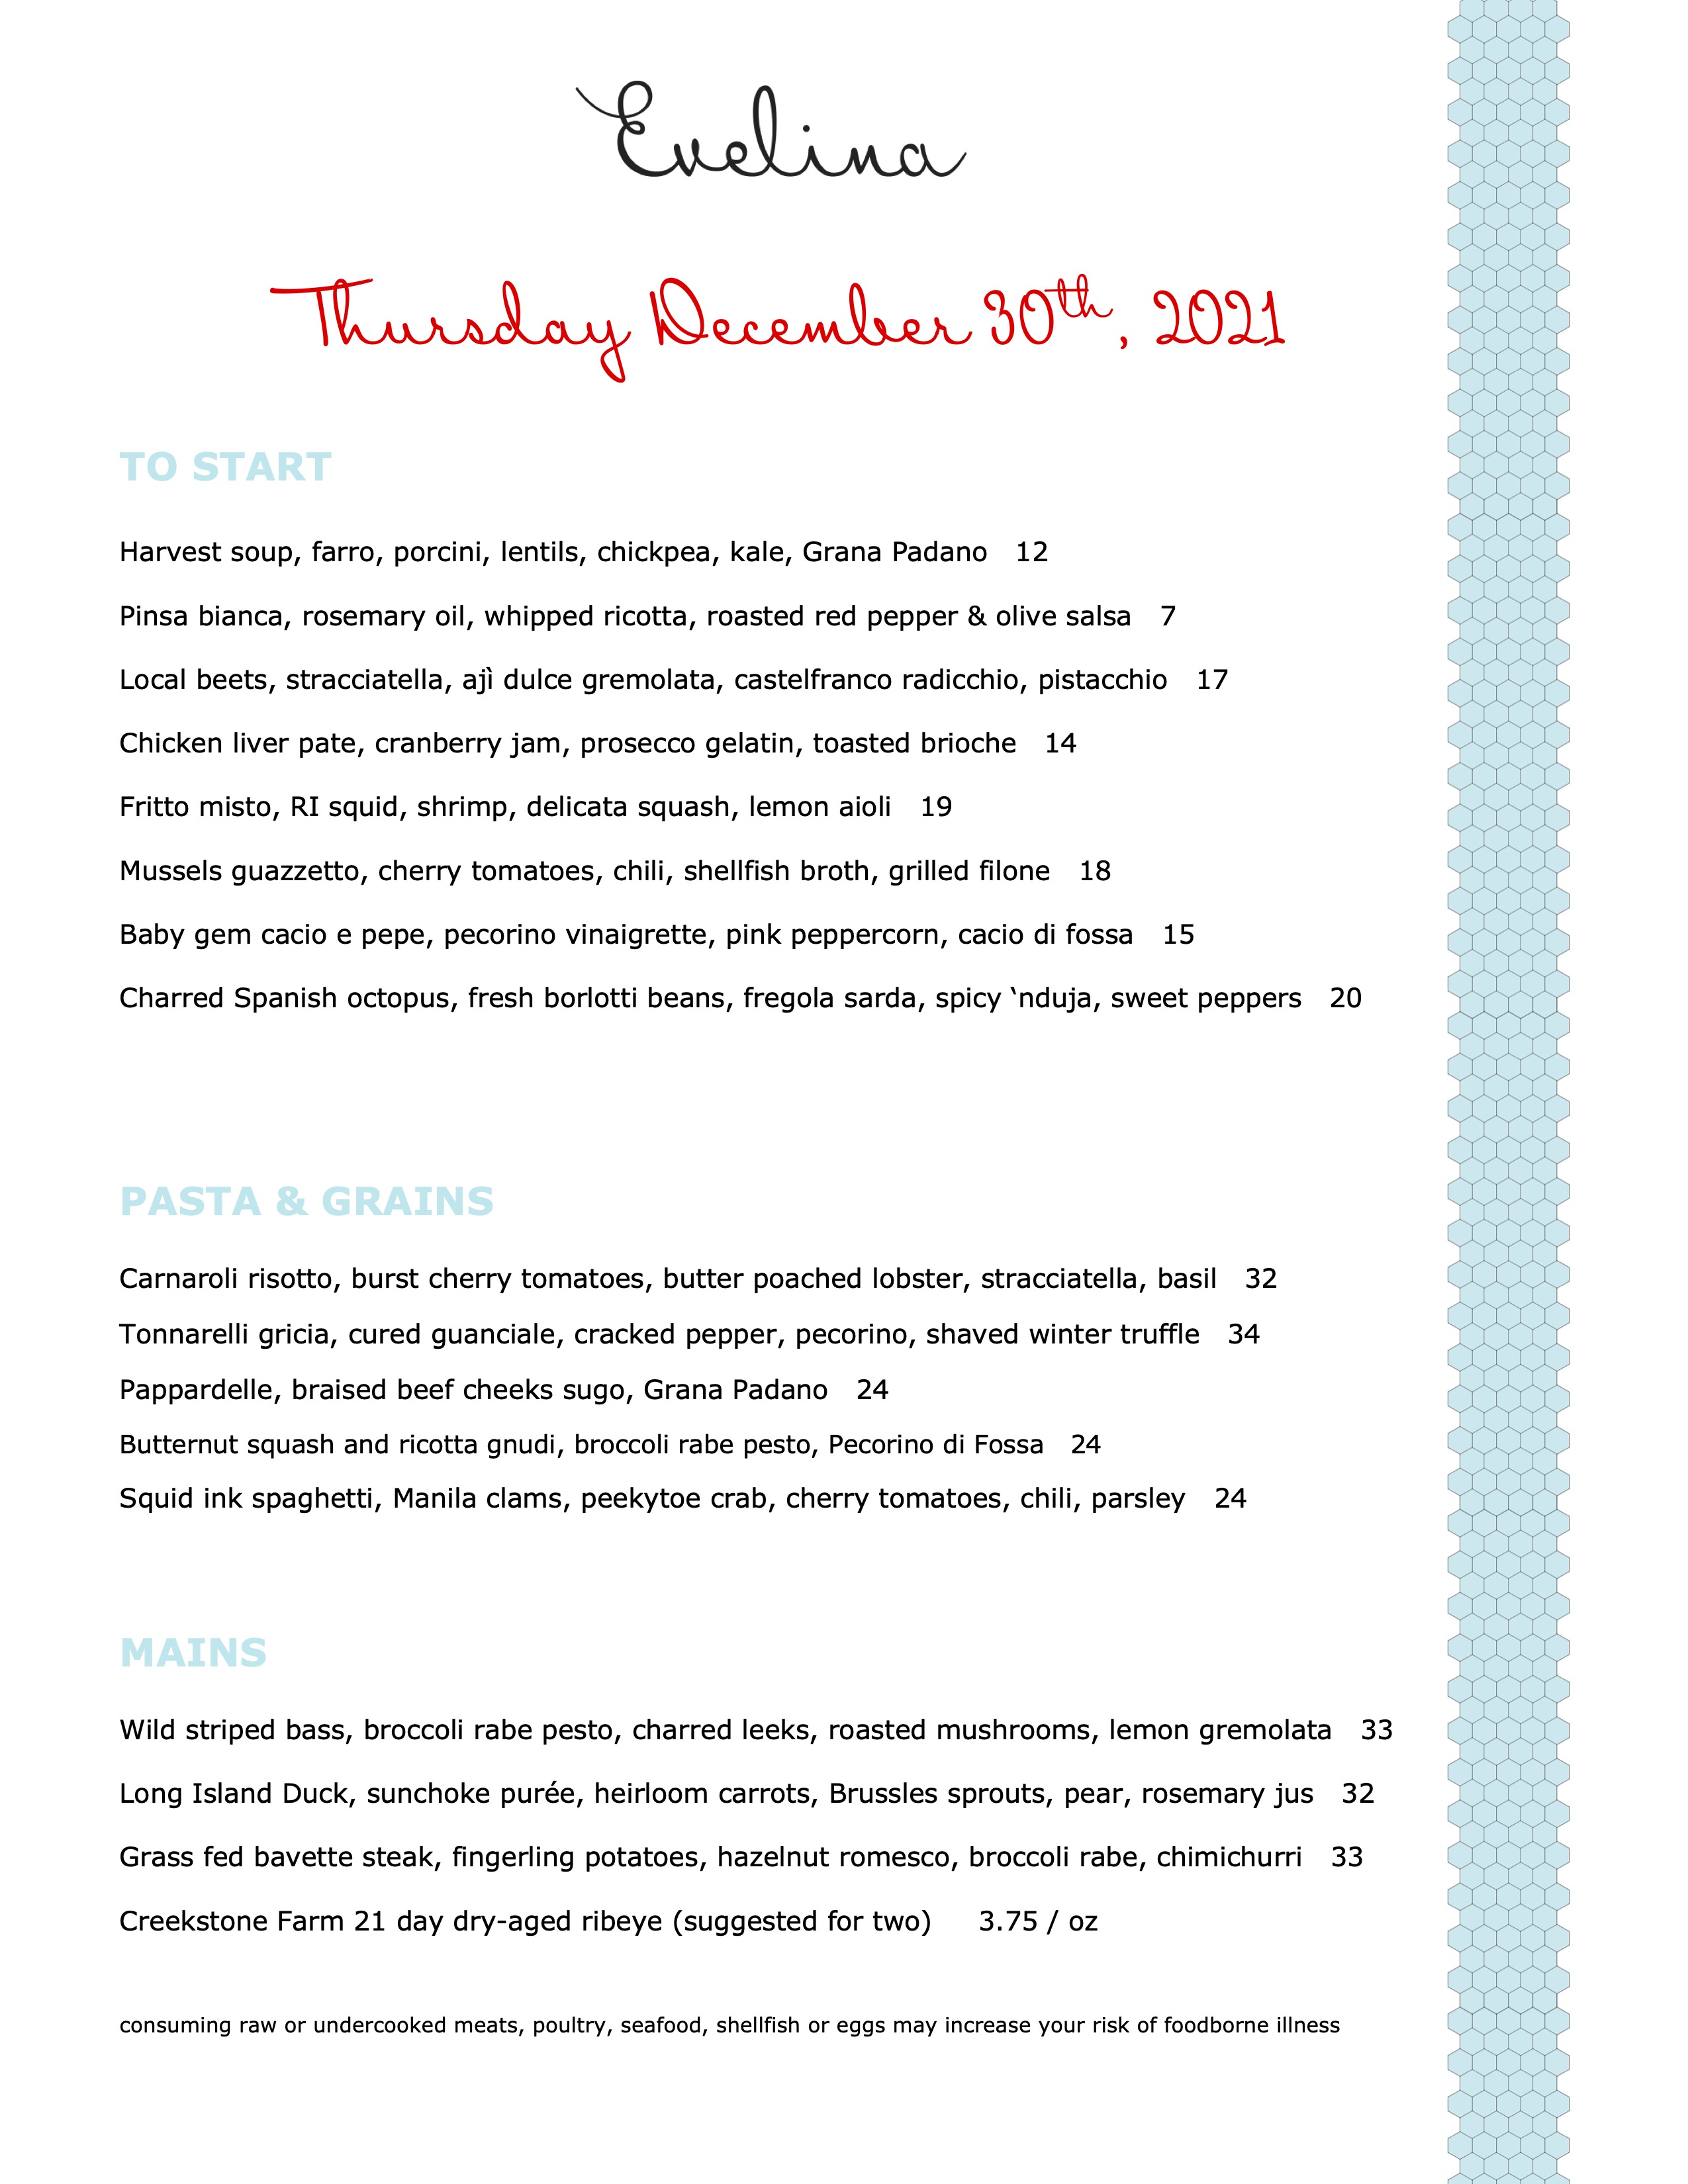 Evelina
Thursday December 30th, 2021
TO START
Harvest soup, farro, porcini, lentils, chickpea, kale, Grana Padano 12
Pinsa bianca, rosemary oil, whipped ricotta, roasted red pepper & olive salsa 7
Local beets, stracciatella, ajì dulce gremolata, castelfranco radicchio, pistacchio 17
Chicken liver pate, cranberry jam, prosecco gelatin, toasted brioche 14
Fritto misto, RI squid, shrimp, delicata squash, lemon aioli 19
Mussels guazzetto, cherry tomatoes, chili, shellfish broth, grilled filone 18
Baby gem cacio e pepe, pecorino vinaigrette, pink peppercorn, cacio di fossa 15
Charred Spanish octopus, fresh borlotti beans, fregola sarda, spicy ‘nduja, sweet peppers 20
PASTA & GRAINS
Carnaroli risotto, burst cherry tomatoes, butter poached lobster, stracciatella, basil 32
Tonnarelli gricia, cured guanciale, cracked pepper, pecorino, shaved winter truffle 34
Pappardelle, braised beef cheeks sugo, Grana Padano 24
Butternut squash and ricotta gnudi, broccoli rabe pesto, Pecorino di Fossa 24
Squid ink spaghetti, Manila clams, peekytoe crab, cherry tomatoes, chili, parsley 24
MAINS
Wild striped bass, broccoli rabe pesto, charred leeks, roasted mushrooms, lemon gremolata 33
Long Island Duck, sunchoke purée, heirloom carrots, Brussles sprouts, pear, rosemary jus 32
Grass fed bavette steak, fingerling potatoes, hazelnut romesco, broccoli rabe, chimichurri 33
Creekstone Farm 21 day dry-aged ribeye (suggested for two) 3.75 / oz
consuming raw or undercooked meats, poultry, seafood, shellfish or eggs may increase your risk of foodborne illness